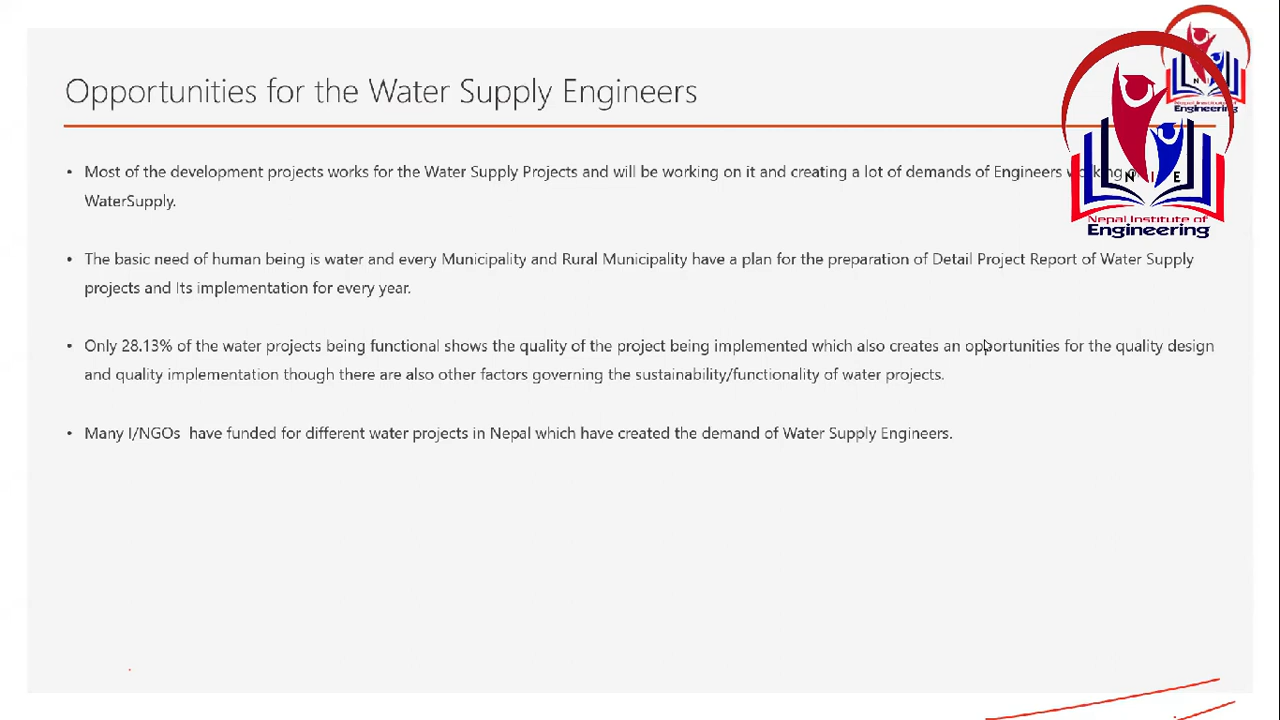 Opportunities for the Water Supply Engineers
• Most of the development projects works for the Water Supply Projects and will be working on it and creating a lot of demands of Engineers
WaterSupply.
• The basic need of human being is water and every Municipality and Rural Municipality have a plan for the preparation of Detail Project Report of Water Supply
projects and Its implementation for every year.
• Only 28.13% of the water projects being functional shows the quality of the project being implemented which also creates an opportunities for the quality design
and quality implementation though there are also other factors governing the sustainability/functionality of water projects.
• Many I/NGOs have funded for different water projects in Nepal which have created the demand of Water Supply Engineers.
N I E
Nepal Institute of
Engineering
Engineering